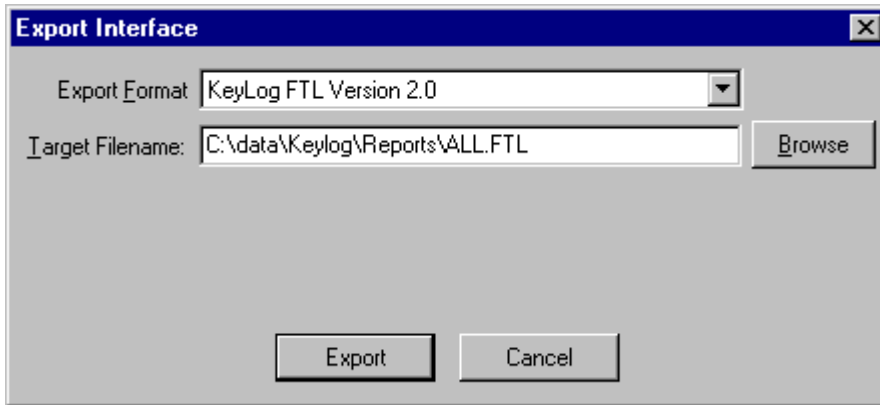 Export Interface
Export Format KeyLog FTL Version 2.0
Target Filename: C:\data\Keylog\Reports\ALL.FTL Browse
Export Cancel